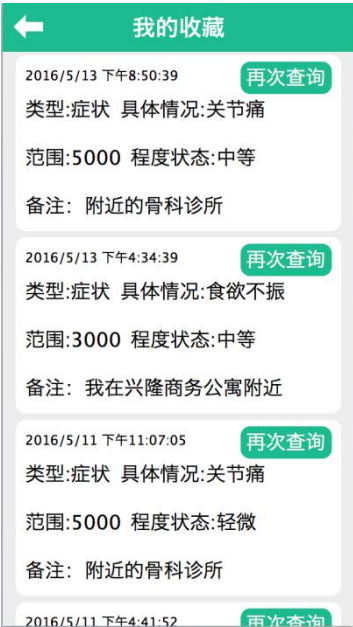 我的收藏
2016/5/13 下午8:50:39 再次查询
类型:症状 具体情况:关节痛
范围:5000 程度状态:中等
备注：附近的骨科诊所
2016/5/13 下午4:34:39 再次查询
类型:症状 具体情况:食欲不振
范围:3000 程度状态:中等
备注：我在兴隆商务公寓附近
2016/5/11 下午11:07:05 再次查询
类型:症状 具体情况:关节痛
范围:5000 程度状态:轻微
备注：附近的骨科诊所
2016/5/11 下午4:41:52 再次查询